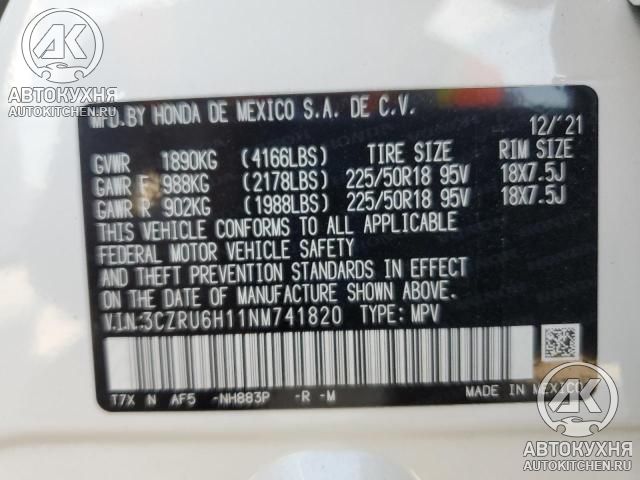 АК
АВТОКУХНЯ
AUTOKITCHEN.RU
MFD.BY HONDA DE MEXICO S.A. DE C.V.
12/'21
GVWR 1890KG (4166LBS) TIRE SIZE RIM SIZE
GAWR F 988KG (2178LBS) 225/50R18 95V 18X7.5J
GAWR R 902KG (1988LBS) 225/50R18 95V 18X7.5J
THIS VEHICLE CONFORMS TO ALL APPLICABLE
FEDERAL MOTOR VEHICLE SAFETY
AND THEFT PREVENTION STANDARDS IN EFFECT
ON THE DATE OF MANUFACTURE SHOWN ABOVE.
V.I.N:3CZRU6H11NM741820 TYPE: MPV
T7X N AF5 -NH883P -R -M MADE IN MEXICO
АК
АВТОКУХНЯ
AUTOKITCHEN.RU